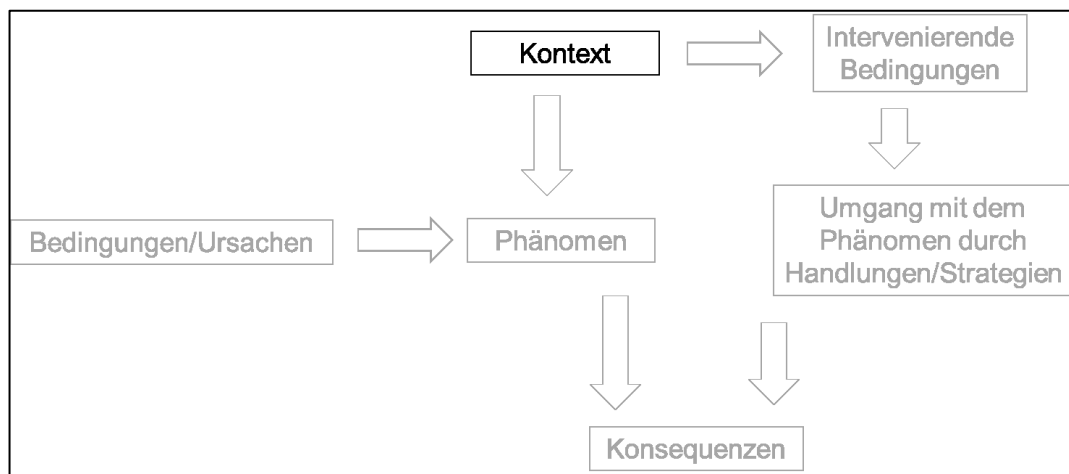 Kontext
Intervenierende
Bedingungen
Bedingungen/Ursachen
Phänomen
Umgang mit dem
Phänomen durch
Handlungen/Strategien
Konsequenzen